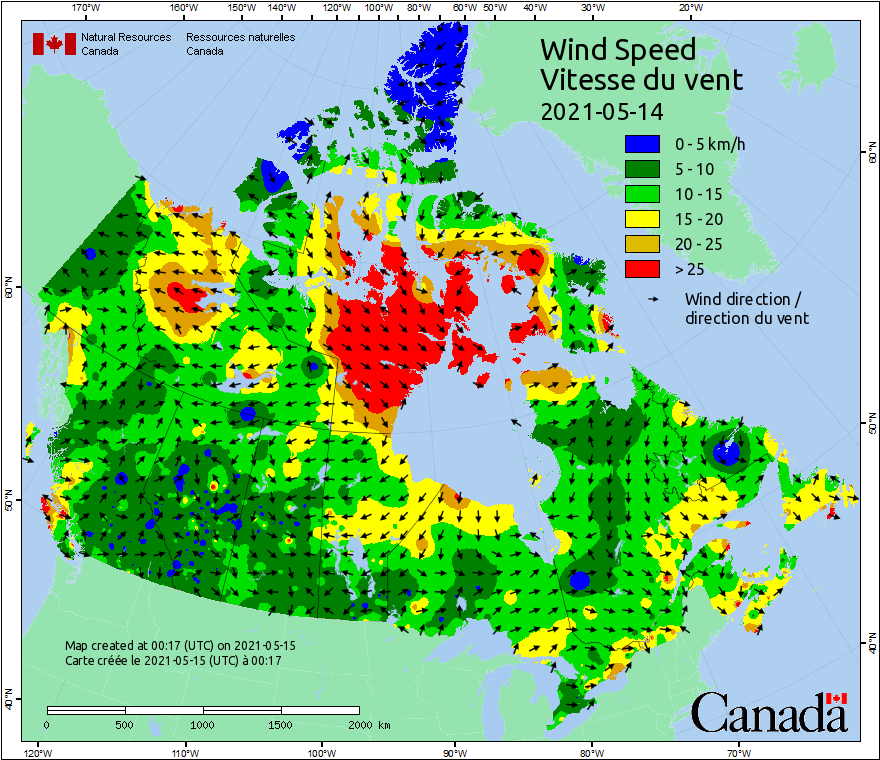 170°W 160°W 150°W 140°W 120°W 100°W 80°W 60°W 50°W 40°W 30°W 20°W
Natural Resources Canada
Ressources naturelles Canada
Wind Speed
Vitesse du vent
2021-05-14
0 - 5 km/h
5 - 10
10 - 15
15 - 20
20 - 25
> 25
Wind direction /
direction du vent
60°N
50°N
40°N
60°N
50°N
40°N
Map created at 00:17 (UTC) on 2021-05-15
Carte créée le 2021-05-15 (UTC) à 00:17
0 500 1000 1500 2000 km
Canada
120°W 110°W 100°W 90°W 80°W 70°W